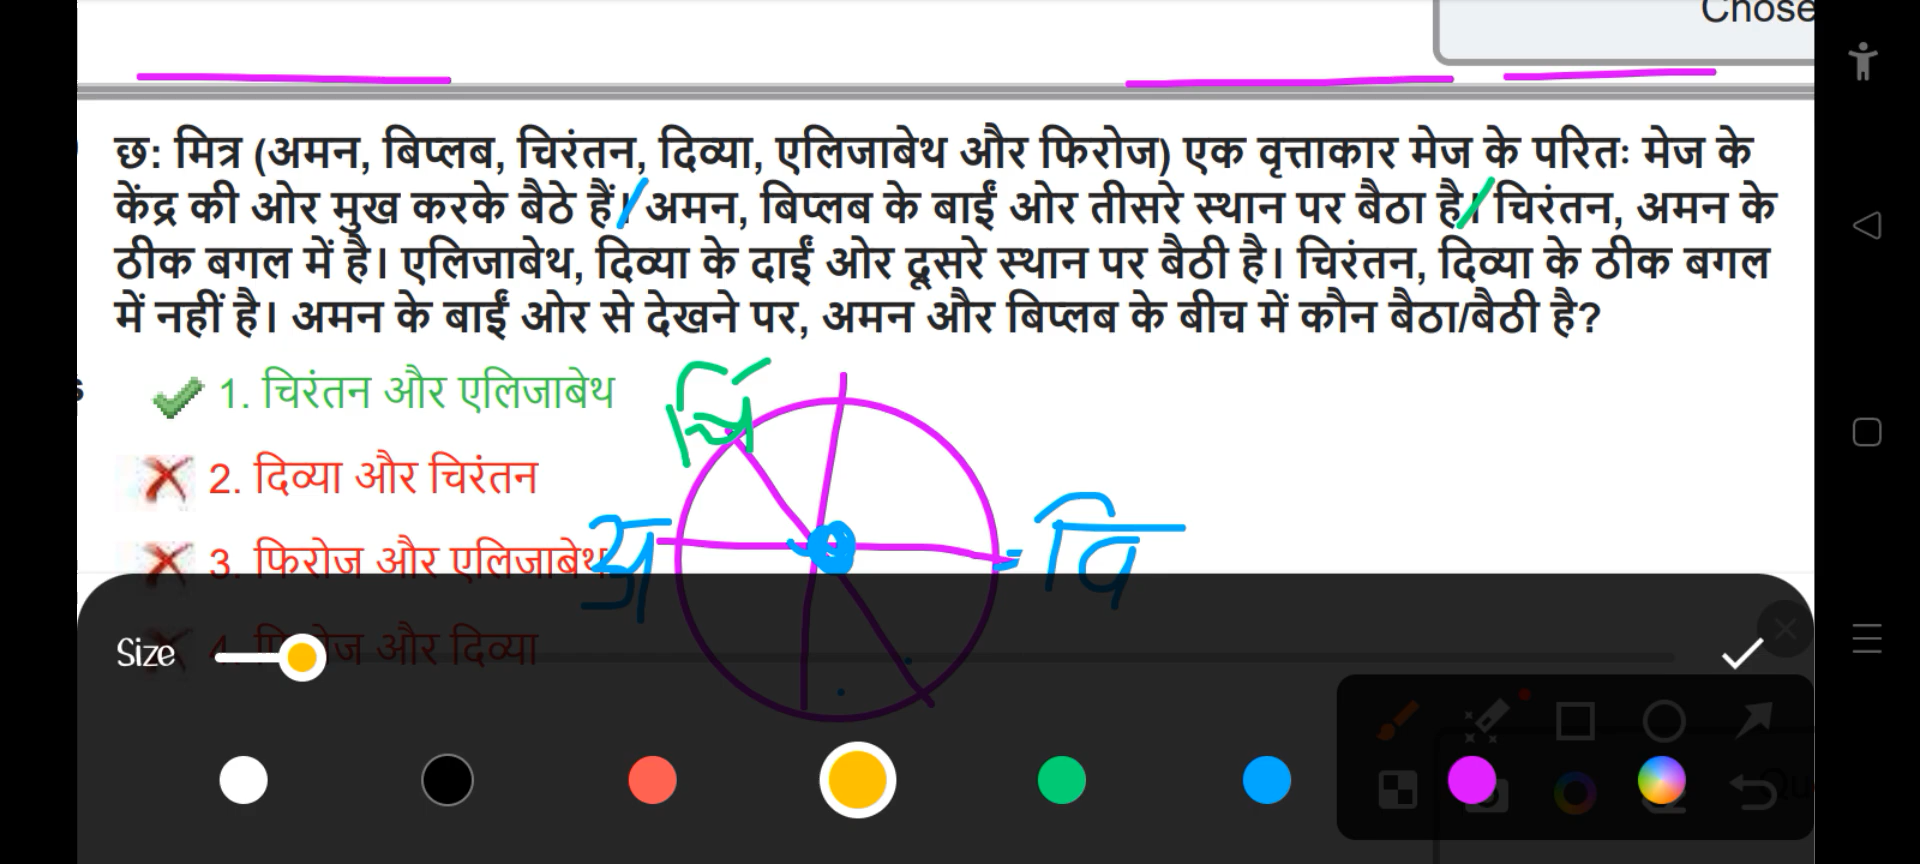 Chose
छ: मित्र (अमन, बिप्लब, चिरंतन, दिव्या, एलिजाबेथ और फिरोज) एक वृत्ताकार मेज के परितः मेज के
केंद्र की ओर मुख करके बैठे हैं। अमन, बिप्लब के बाईं ओर तीसरे स्थान पर बैठा है। चिरंतन, अमन के
ठीक बगल में है। एलिजाबेथ, दिव्या के दाईं ओर दूसरे स्थान पर बैठी है। चिरंतन, दिव्या के ठीक बगल
में नहीं है। अमन के बाईं ओर से देखने पर, अमन और बिप्लब के बीच में कौन बैठा/बैठी है?
1. चिरंतन और एलिजाबेथ
चि
2. दिव्या और चिरंतन
अ
बि
3. फिरोज और एलिजाबेथ
Size
4. फिरोज और दिव्या
Qu